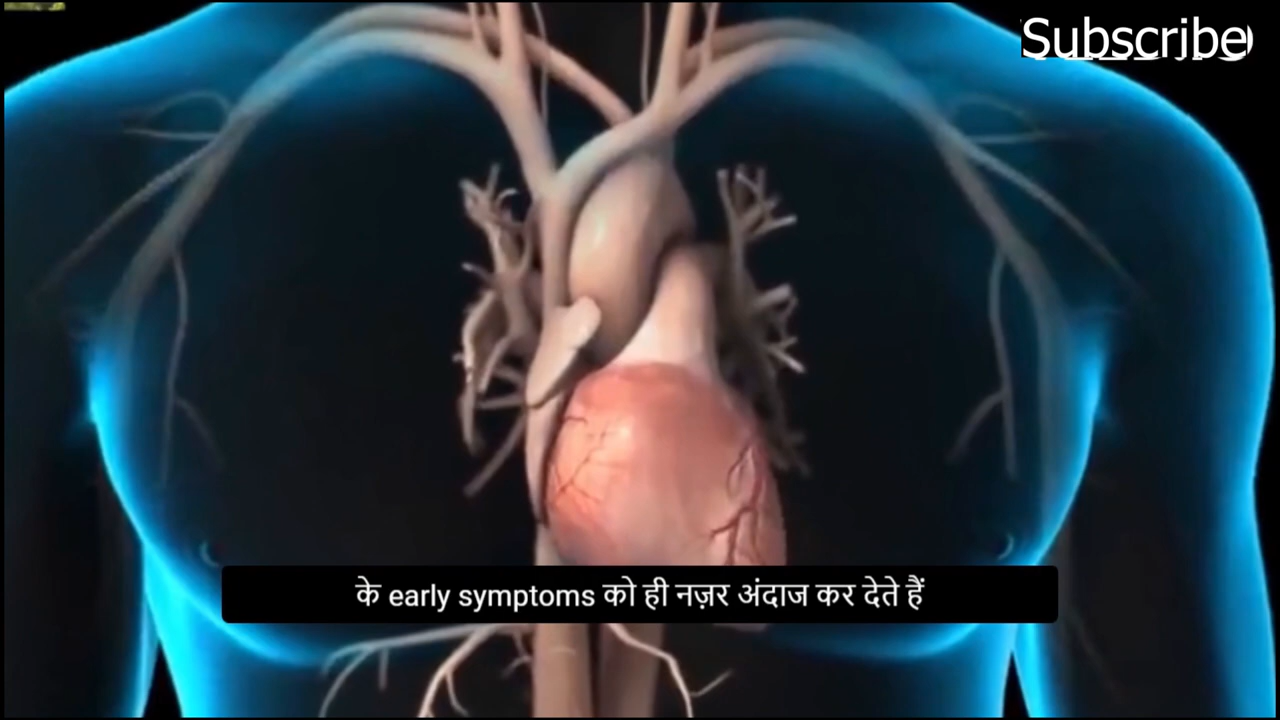 Subscribe
के early symptoms को ही नज़र अंदाज कर देते हैं